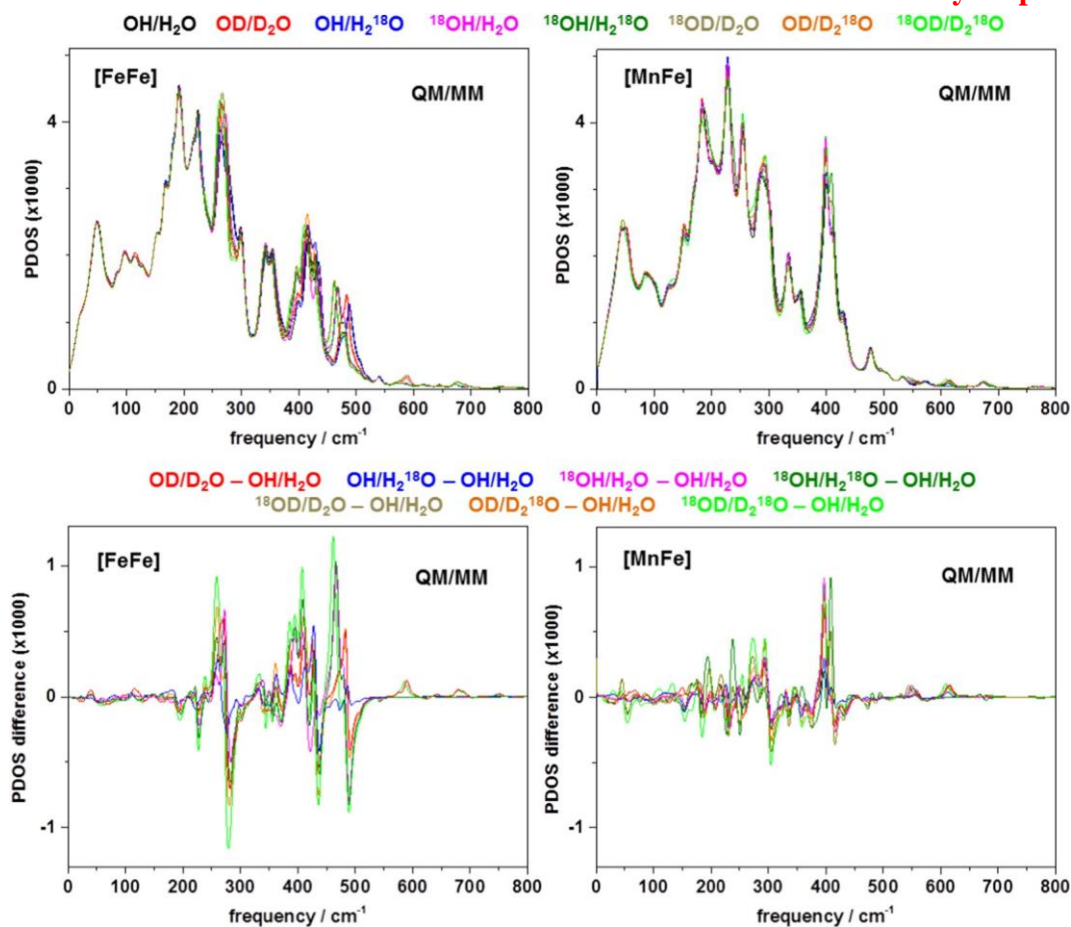 OH/H₂O OD/D₂O OH/H₂¹⁸O ¹⁸OH/H₂O ¹⁸OH/H₂¹⁸O ¹⁸OD/D₂O OD/D₂¹⁸O ¹⁸OD/D₂¹⁸O
[FeFe] QM/MM
PDOS (x1000)
4
0
0 100 200 300 400 500 600 700 800
frequency / cm⁻¹
[MnFe] QM/MM
PDOS (x1000)
4
0
0 100 200 300 400 500 600 700 800
frequency / cm⁻¹
OD/D₂O – OH/H₂O OH/H₂¹⁸O – OH/H₂O ¹⁸OH/H₂O – OH/H₂O ¹⁸OH/H₂¹⁸O – OH/H₂O
¹⁸OD/D₂O – OH/H₂O OD/D₂¹⁸O – OH/H₂O ¹⁸OD/D₂¹⁸O – OH/H₂O
[FeFe] QM/MM
PDOS difference (x1000)
1
0
-1
0 100 200 300 400 500 600 700 800
frequency / cm⁻¹
[MnFe] QM/MM
PDOS difference (x1000)
1
0
-1
0 100 200 300 400 500 600 700 800
frequency / cm⁻¹